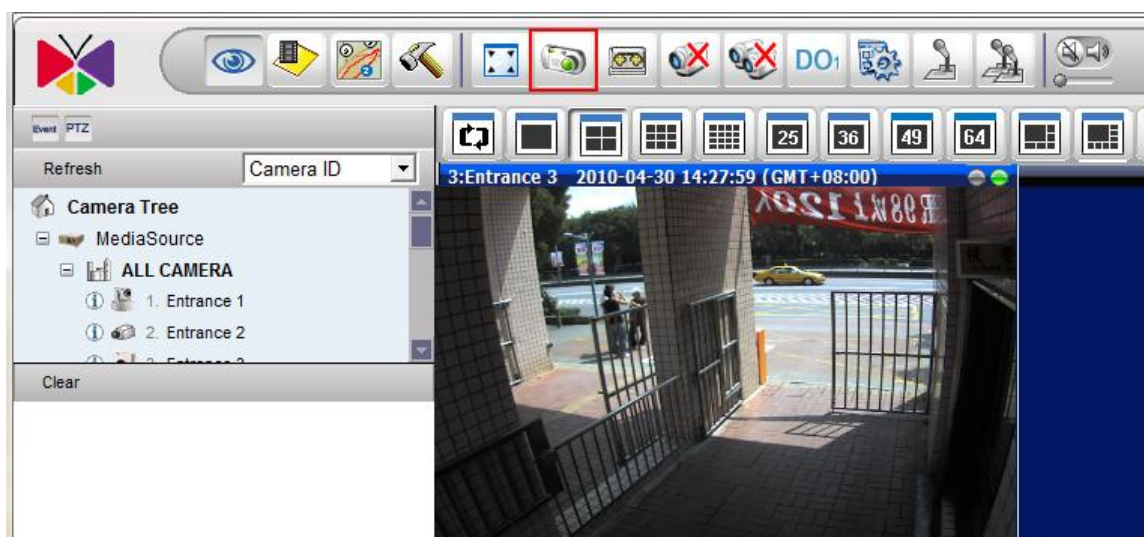 DO1
Event PTZ
25 36 49 64
Refresh Camera ID
3:Entrance 3 2010-04-30 14:27:59 (GMT+08:00)
Camera Tree
MediaSource
ALL CAMERA
1. Entrance 1
2. Entrance 2
Clear